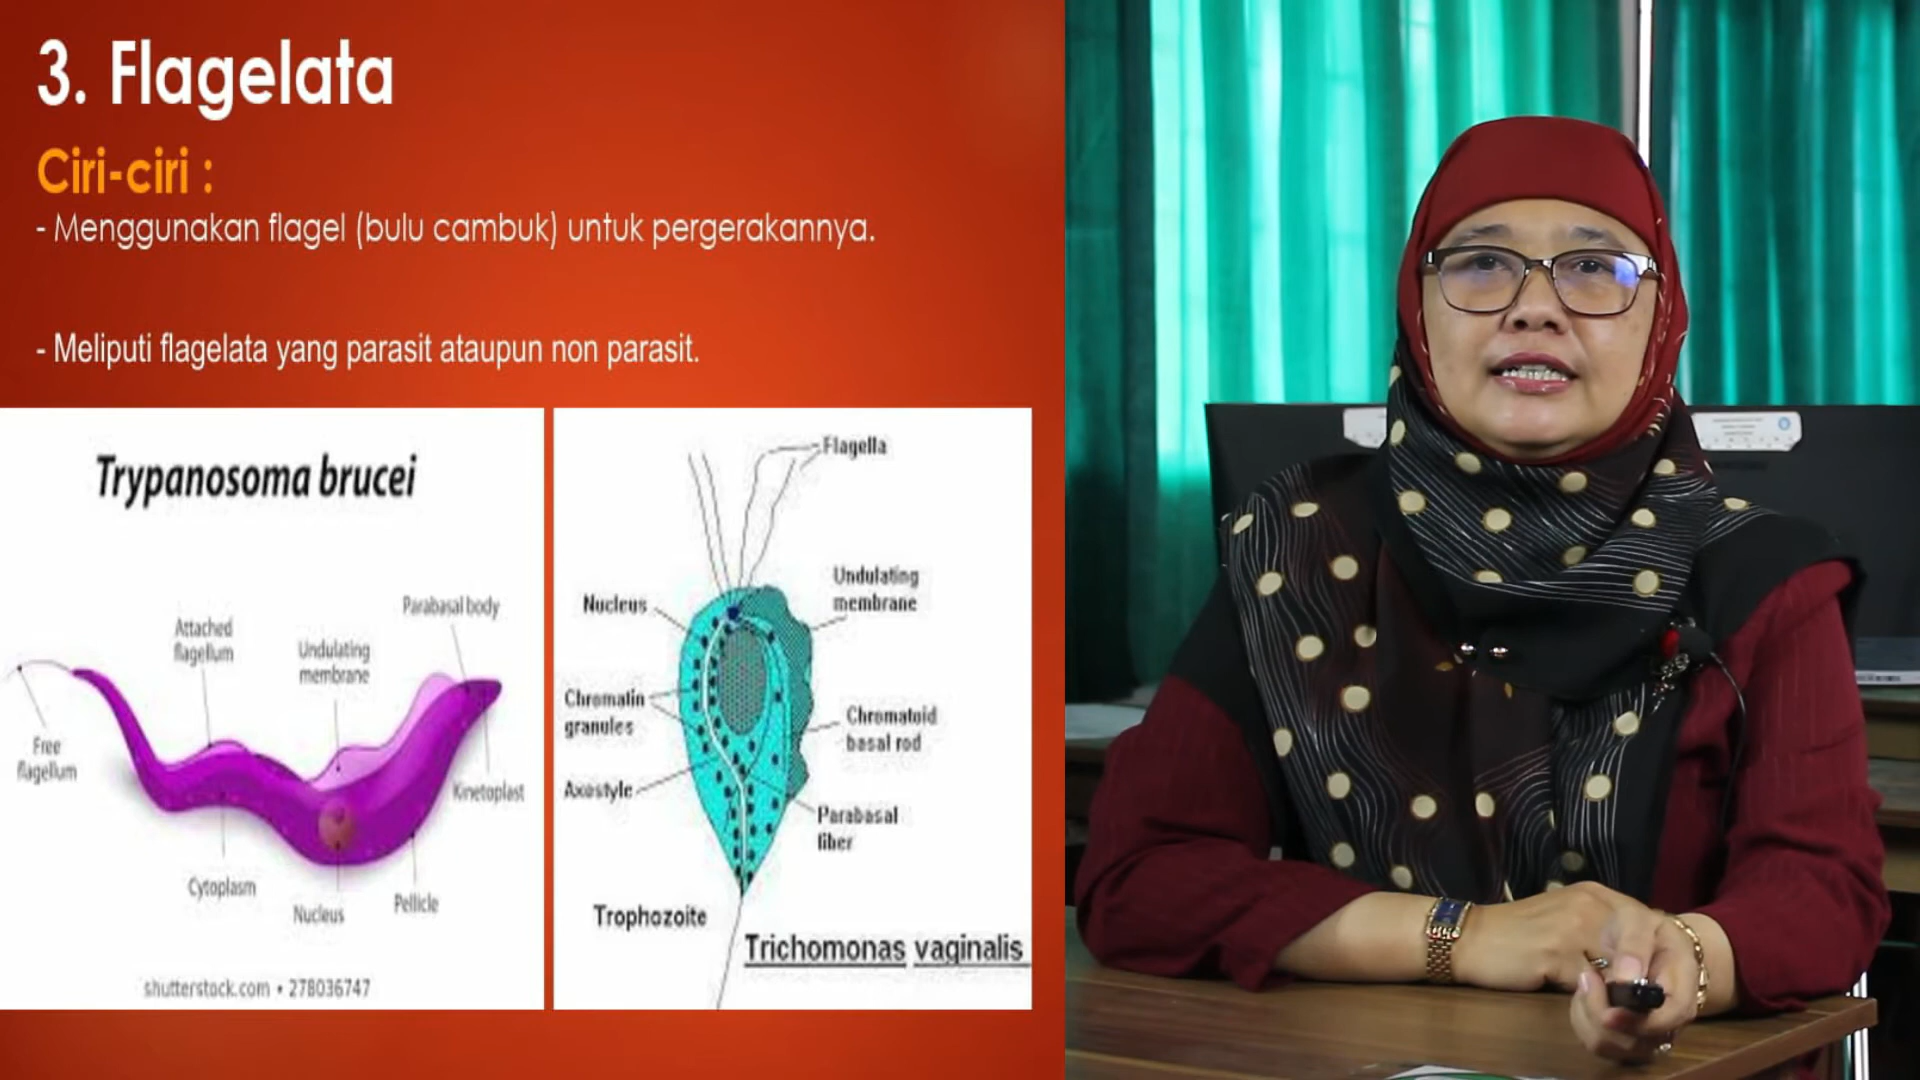 3. Flagelata
Ciri-ciri :
- Menggunakan flagel (bulu cambuk) untuk pergerakannya.
- Meliputi flagelata yang parasit ataupun non parasit.
Trypanosoma brucei
Parabasal body
Attached
flagellum
Undulating
membrane
Free
flagellum
Kinetoplast
Cytoplasm
Nucleus
Pellicle
shutterstock.com • 278036747
Flagella
Undulating
membrane
Nucleus
Chromatin
granules
Chromatoid
basal rod
Axostyle
Parabasal
fiber
Trophozoite
Trichomonas vaginalis